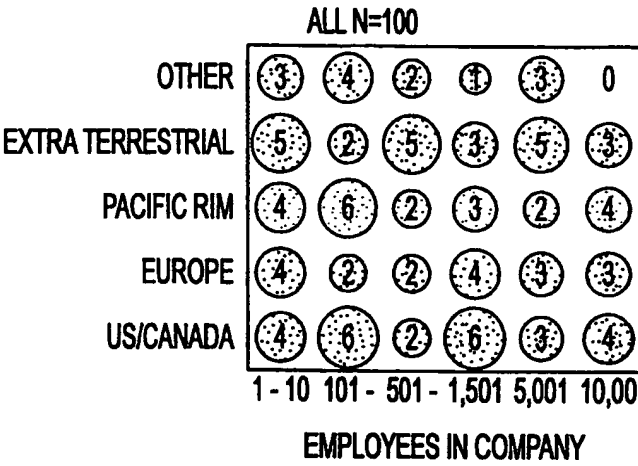 ALL N=100
OTHER 3 4 2 1 3 0
EXTRA TERRESTRIAL 5 2 5 3 5 3
PACIFIC RIM 4 6 2 3 2 4
EUROPE 4 2 2 4 3 3
US/CANADA 4 6 2 6 3 4
1 - 10 101 - 501 - 1,501 5,001 10,00
EMPLOYEES IN COMPANY